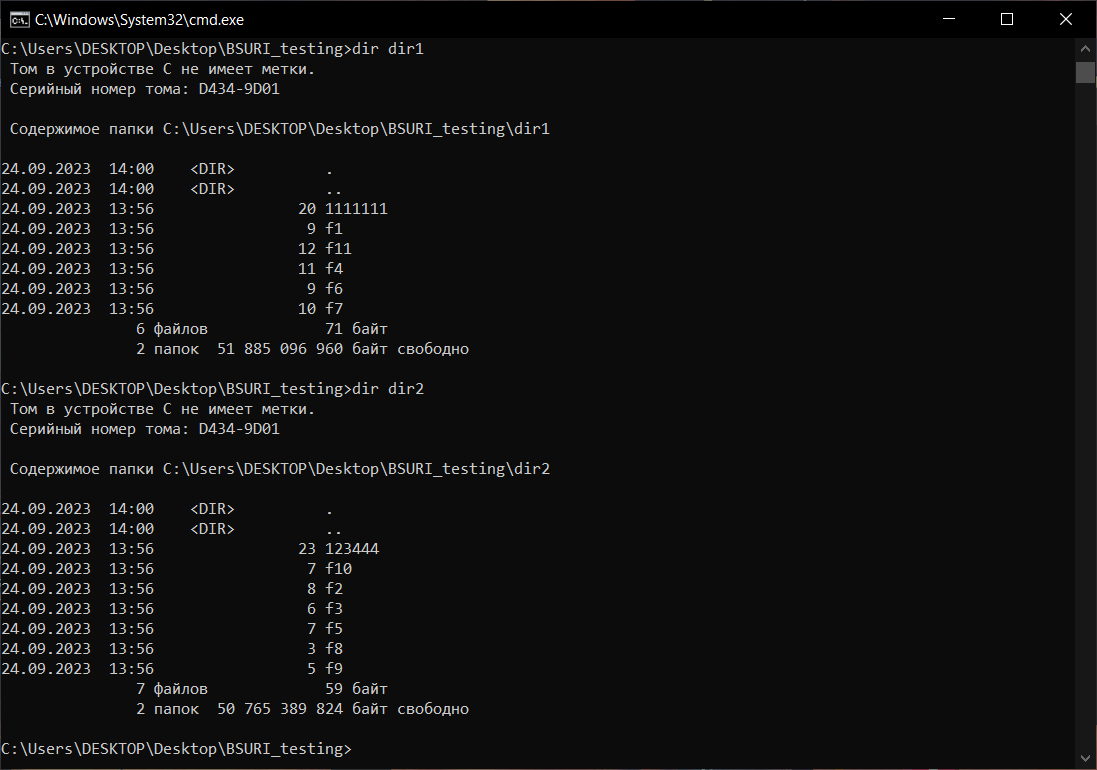 C:\Windows\System32\cmd.exe
C:\Users\DESKTOP\Desktop\BSURI_testing>dir dir1
Том в устройстве C не имеет метки.
Серийный номер тома: D434-9D01
Содержимое папки C:\Users\DESKTOP\Desktop\BSURI_testing\dir1
24.09.2023  14:00    <DIR>          .
24.09.2023  14:00    <DIR>          ..
24.09.2023  13:56                20 1111111
24.09.2023  13:56                 9 f1
24.09.2023  13:56                12 f11
24.09.2023  13:56                11 f4
24.09.2023  13:56                 9 f6
24.09.2023  13:56                10 f7
6 файлов             71 байт
2 папок  51 885 096 960 байт свободно
C:\Users\DESKTOP\Desktop\BSURI_testing>dir dir2
Том в устройстве C не имеет метки.
Серийный номер тома: D434-9D01
Содержимое папки C:\Users\DESKTOP\Desktop\BSURI_testing\dir2
24.09.2023  14:00    <DIR>          .
24.09.2023  14:00    <DIR>          ..
24.09.2023  13:56                23 123444
24.09.2023  13:56                 7 f10
24.09.2023  13:56                 8 f2
24.09.2023  13:56                 6 f3
24.09.2023  13:56                 7 f5
24.09.2023  13:56                 3 f8
24.09.2023  13:56                 5 f9
7 файлов             59 байт
2 папок  50 765 389 824 байт свободно
C:\Users\DESKTOP\Desktop\BSURI_testing>